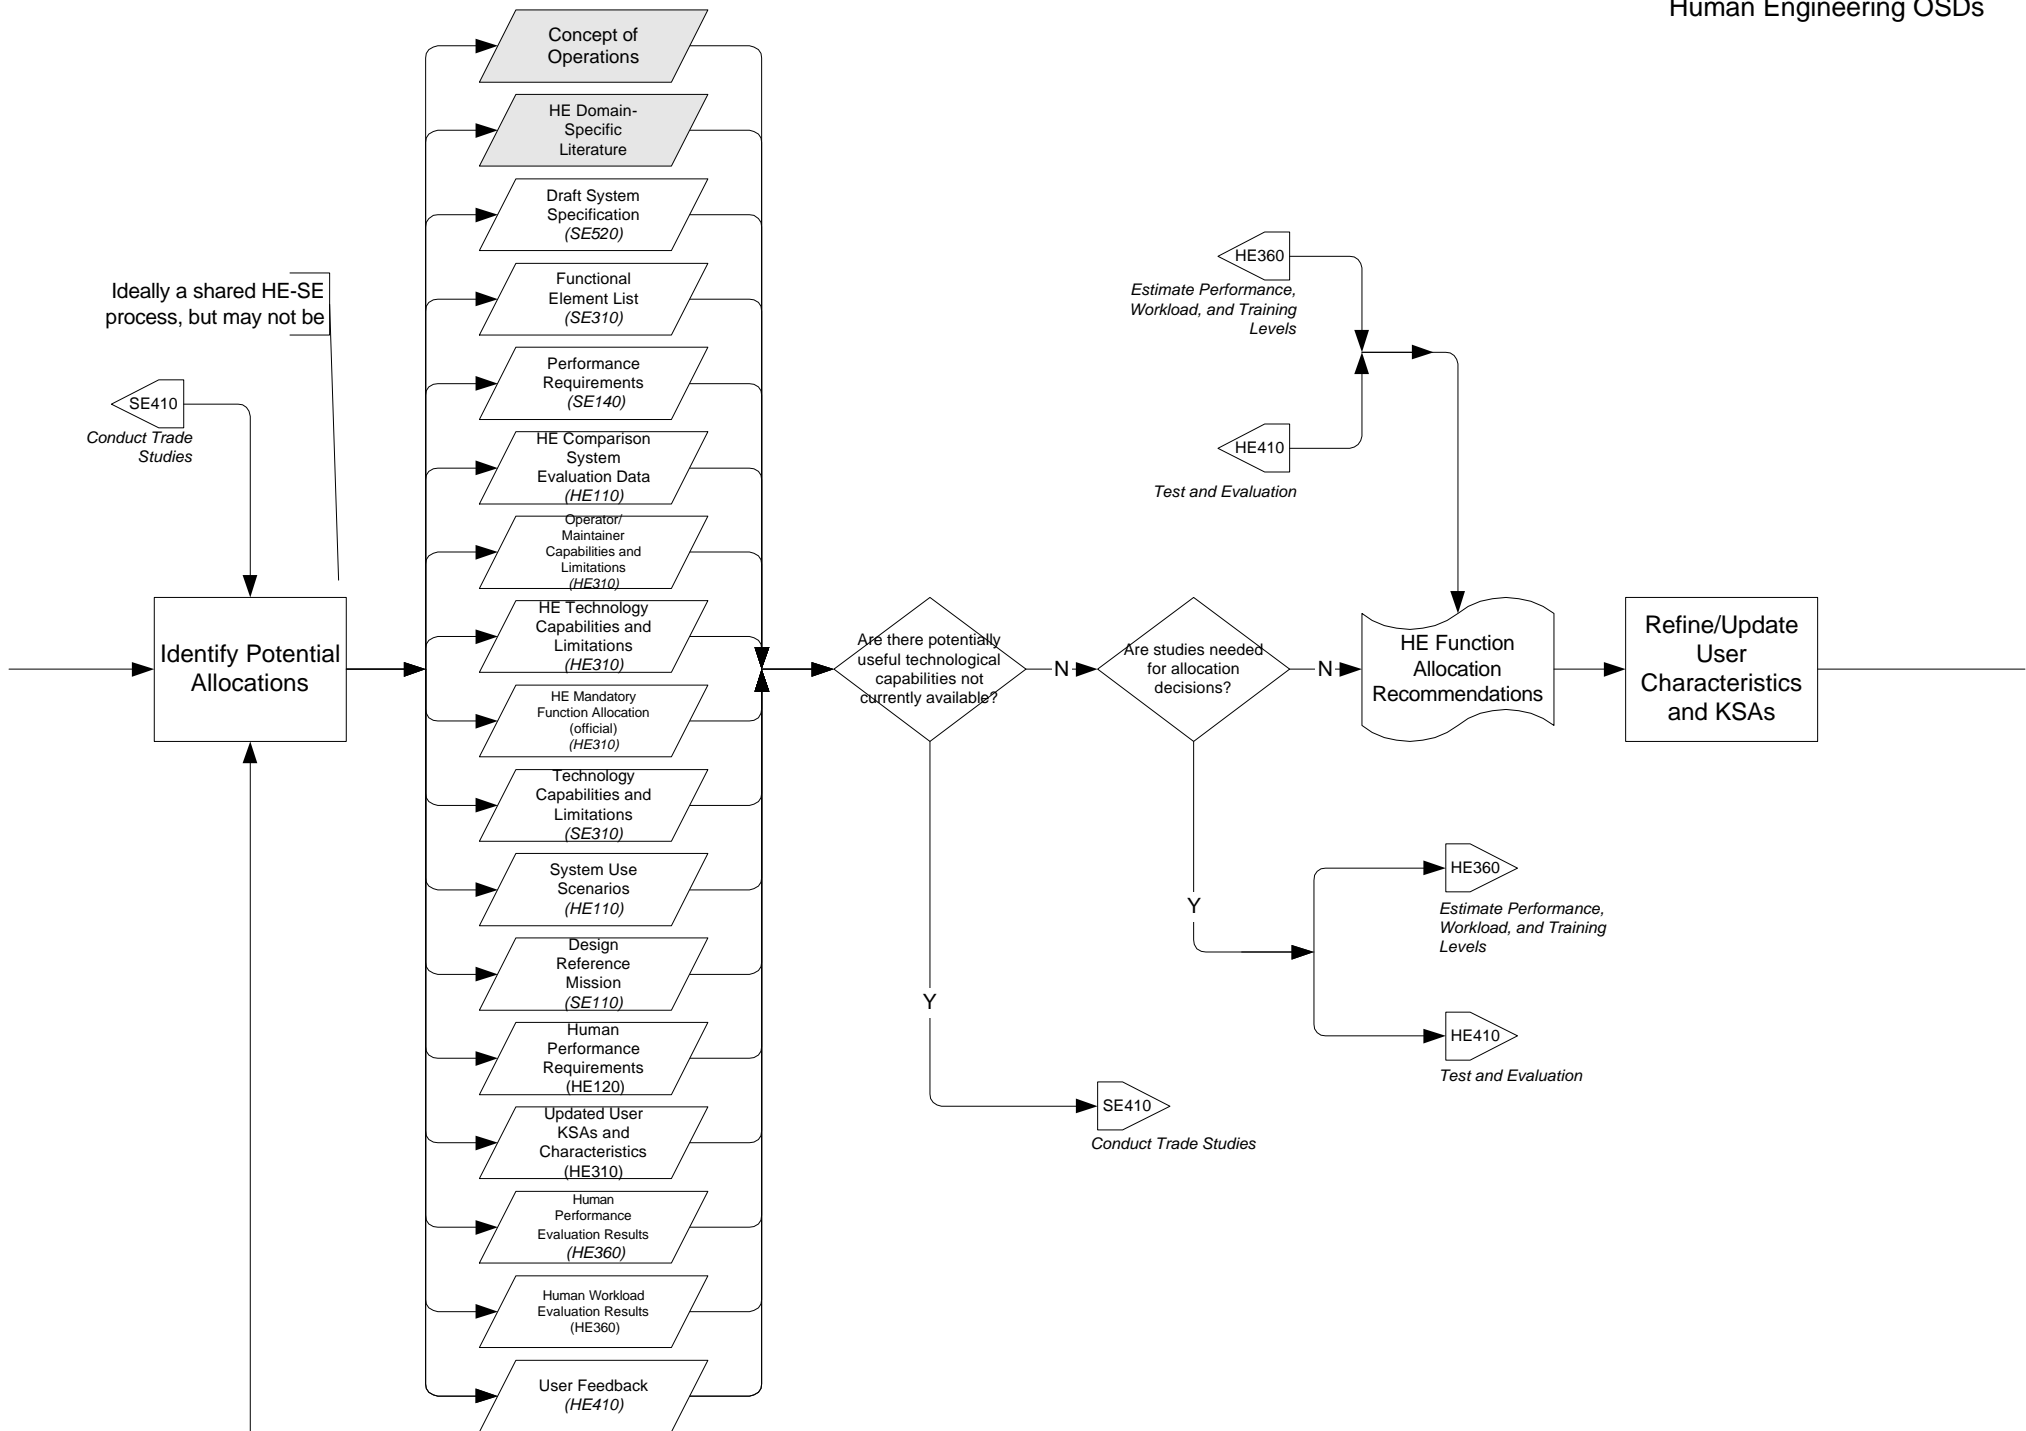 Human Engineering OSDs
Concept of
Operations
HE Domain-
Specific
Literature
Draft System
Specification
(SE520)
Functional
Element List
(SE310)
Performance
Requirements
(SE140)
HE Comparison
System
Evaluation Data
(HE110)
Operator/
Maintainer
Capabilities and
Limitations
(HE310)
HE Technology
Capabilities and
Limitations
(HE310)
HE Mandatory
Function Allocation
(official)
(HE310)
Technology
Capabilities and
Limitations
(SE310)
System Use
Scenarios
(HE110)
Design
Reference
Mission
(SE110)
Human
Performance
Requirements
(HE120)
Updated User
KSAs and
Characteristics
(HE310)
Human
Performance
Evaluation Results
(HE360)
Human Workload
Evaluation Results
(HE360)
User Feedback
(HE410)
Ideally a shared HE-SE
process, but may not be
SE410
Conduct Trade
Studies
Identify Potential
Allocations
Are there potentially
useful technological
capabilities not
currently available?
N
Y
SE410
Conduct Trade Studies
Are studies needed
for allocation
decisions?
N
Y
HE360
Estimate Performance,
Workload, and Training
Levels
HE410
Test and Evaluation
HE360
Estimate Performance,
Workload, and Training
Levels
HE410
Test and Evaluation
HE Function
Allocation
Recommendations
Refine/Update
User
Characteristics
and KSAs